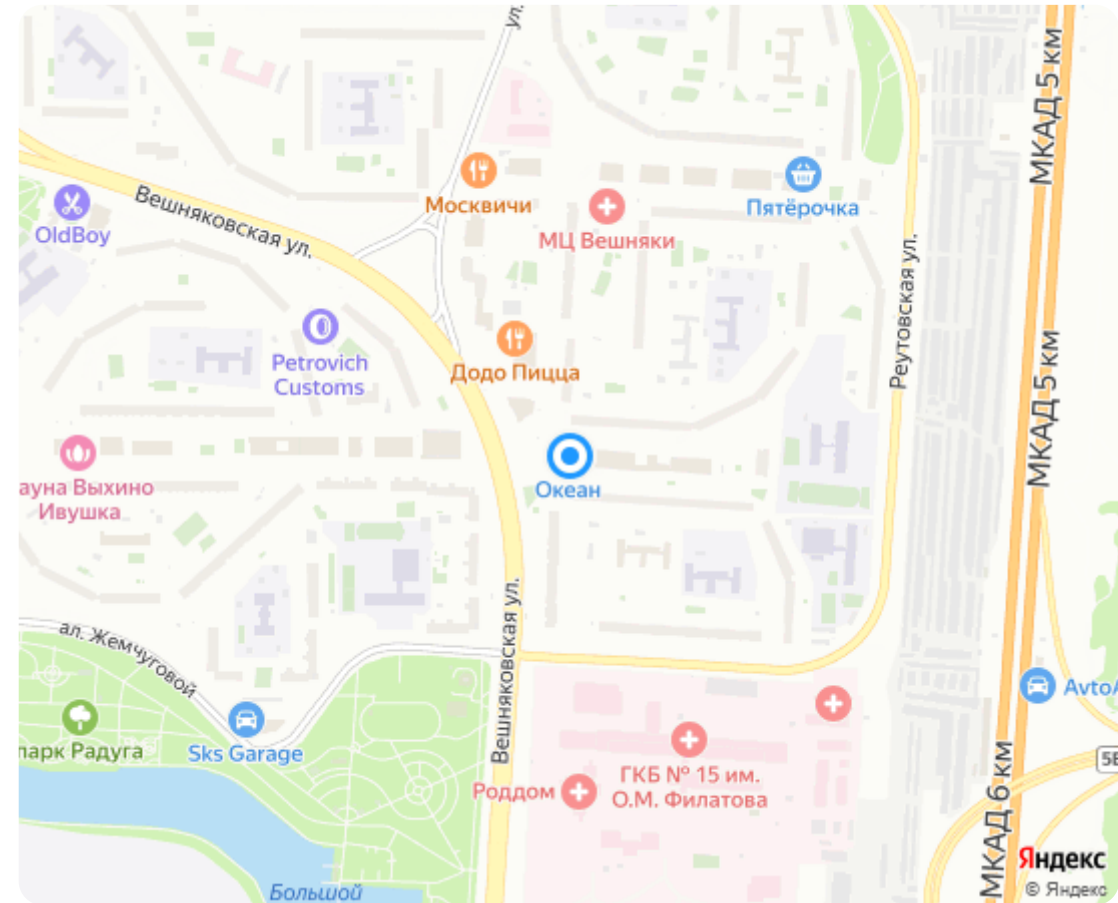 ул.
МКАД 5 км
OldBoy
Вешняковская ул.
Москвичи
МЦ Вешняки
Пятёрочка
Реутовская ул.
Petrovich
Customs
Додо Пицца
МКАД 5 км
ауна Выхино
Ивушка
Океан
ал. Жемчуговой
Вешняковская ул.
парк Радуга
Sks Garage
Роддом
ГКБ № 15 им.
О.М. Филатова
AvtoA
5Е
МКАД 6 км
Большой
Яндекс
© Яндекс